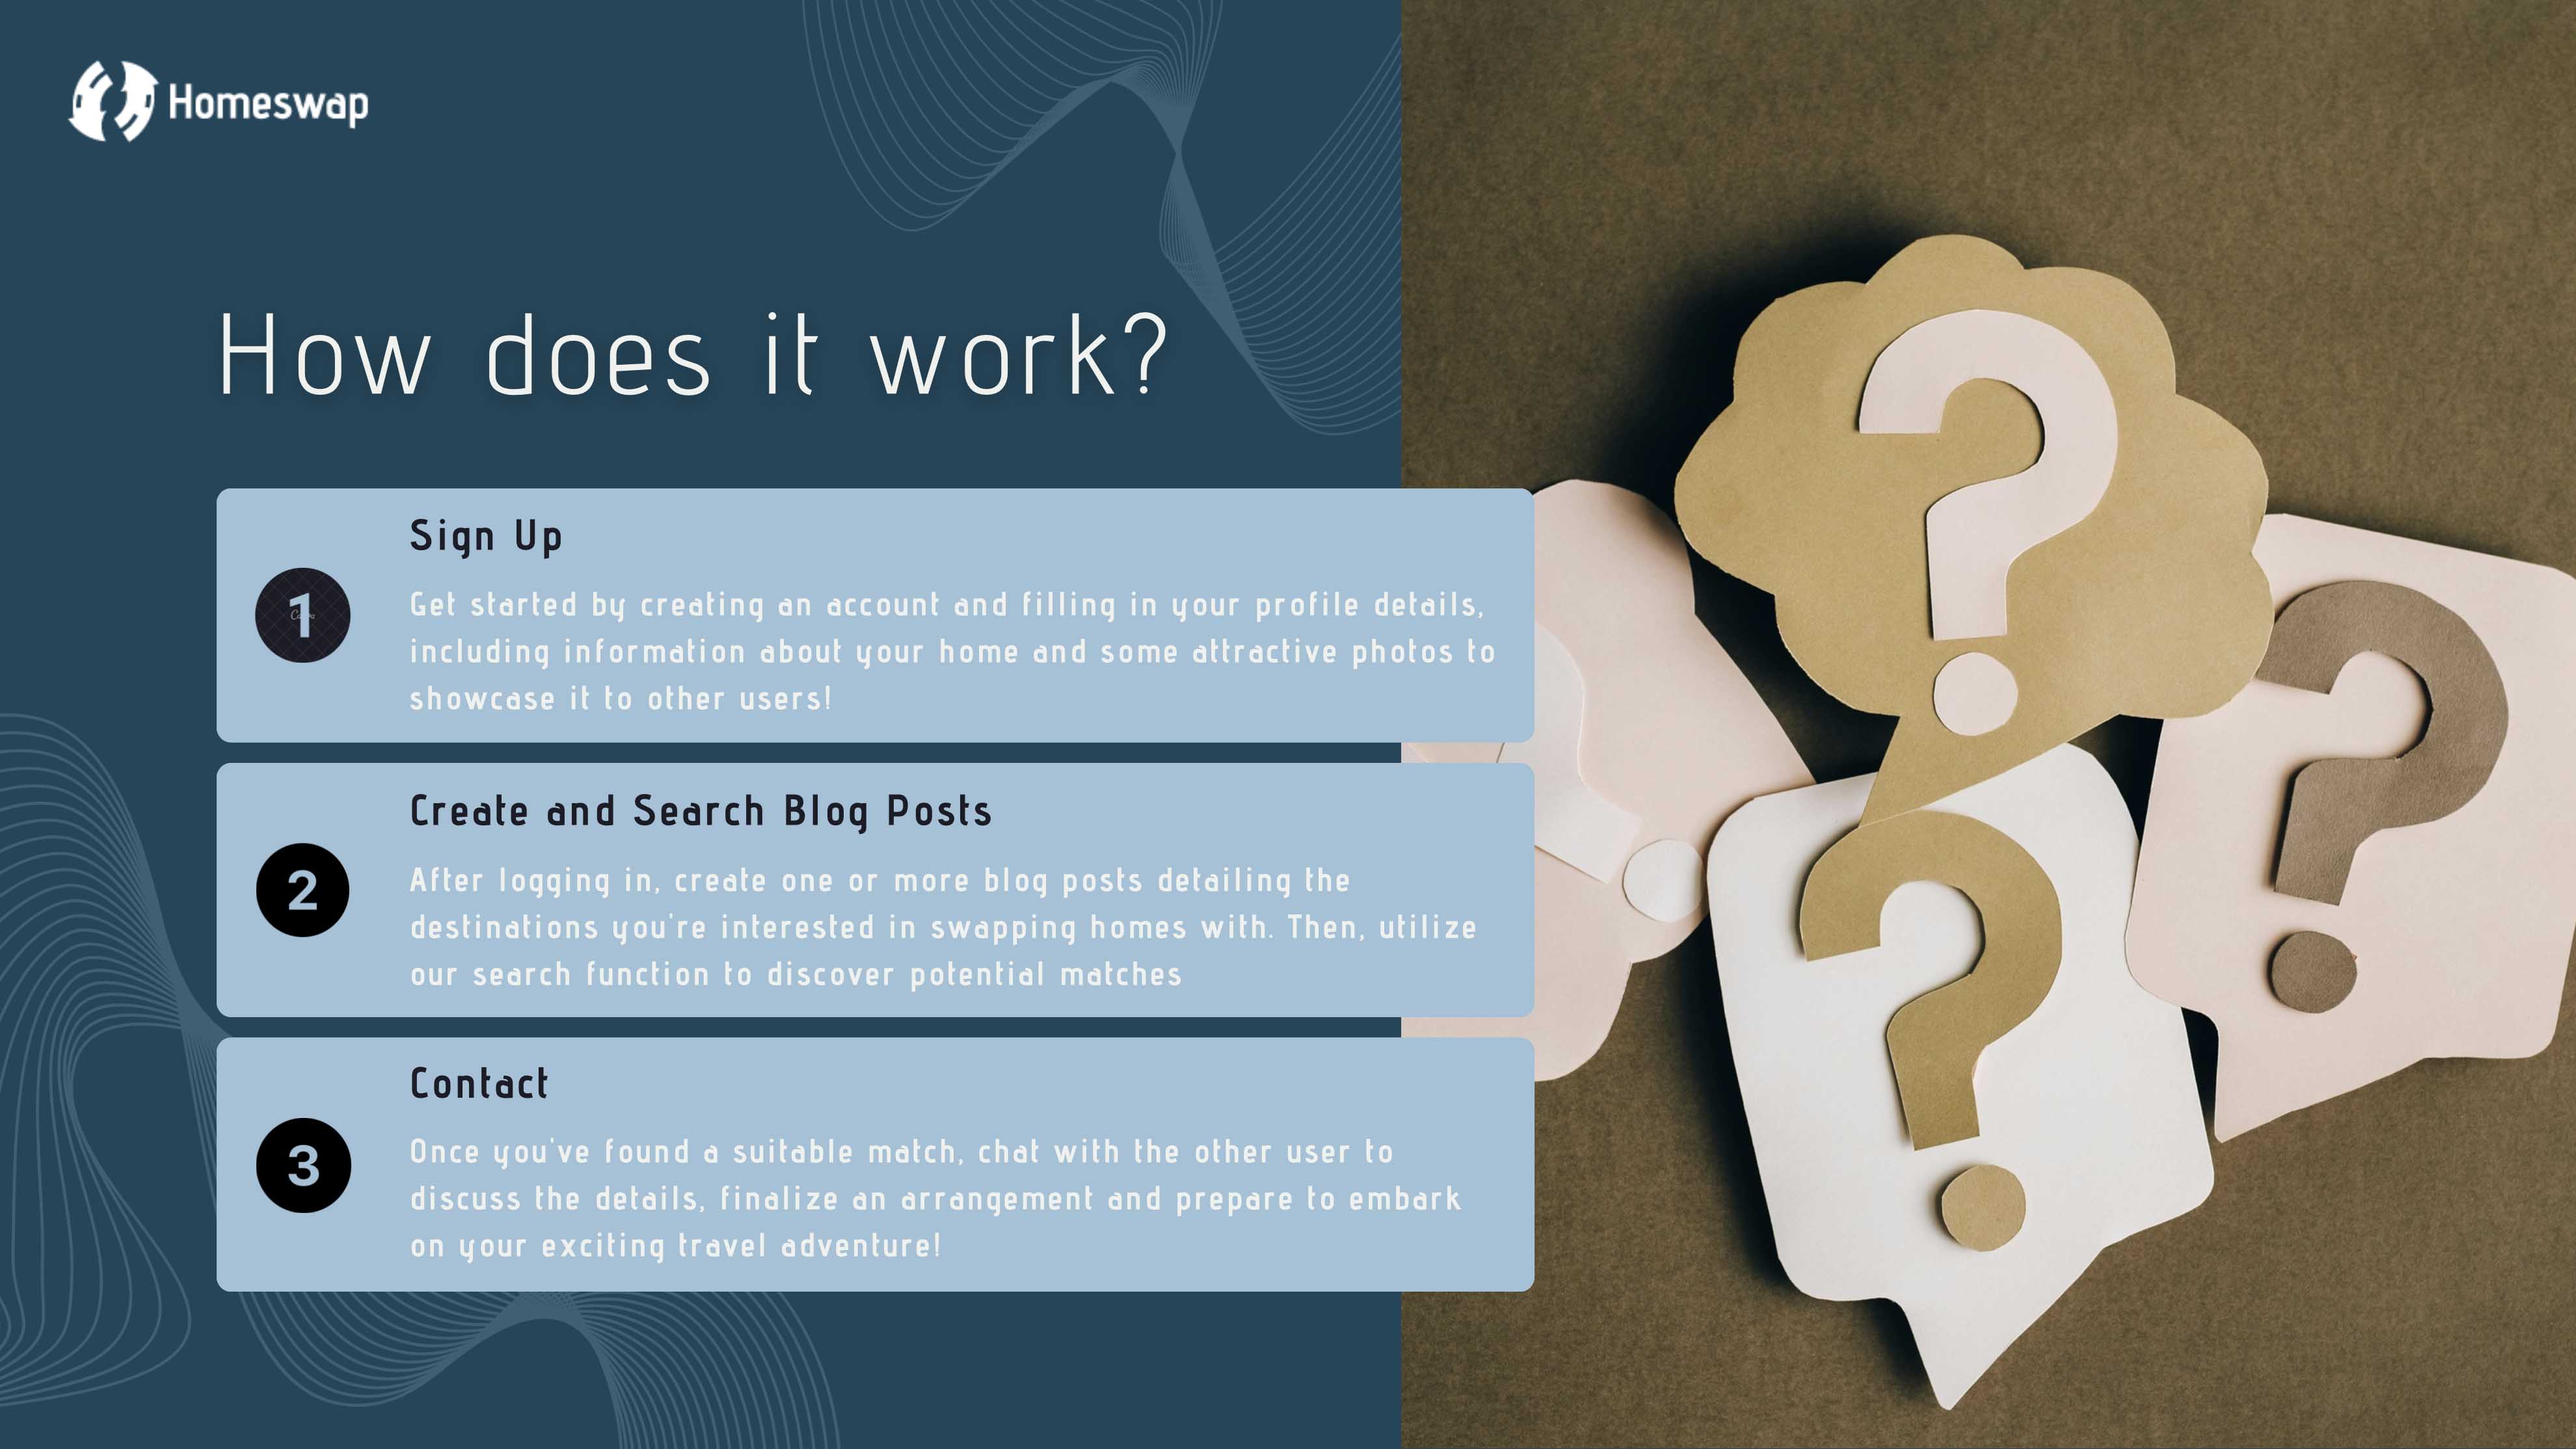 Homeswap
How does it work?
1
Sign Up
Get started by creating an account and filling in your profile details,
including information about your home and some attractive photos to
showcase it to other users!
2
Create and Search Blog Posts
After logging in, create one or more blog posts detailing the
destinations you're interested in swapping homes with. Then, utilize
our search function to discover potential matches
3
Contact
Once you've found a suitable match, chat with the other user to
discuss the details, finalize an arrangement and prepare to embark
on your exciting travel adventure!
?
?
?